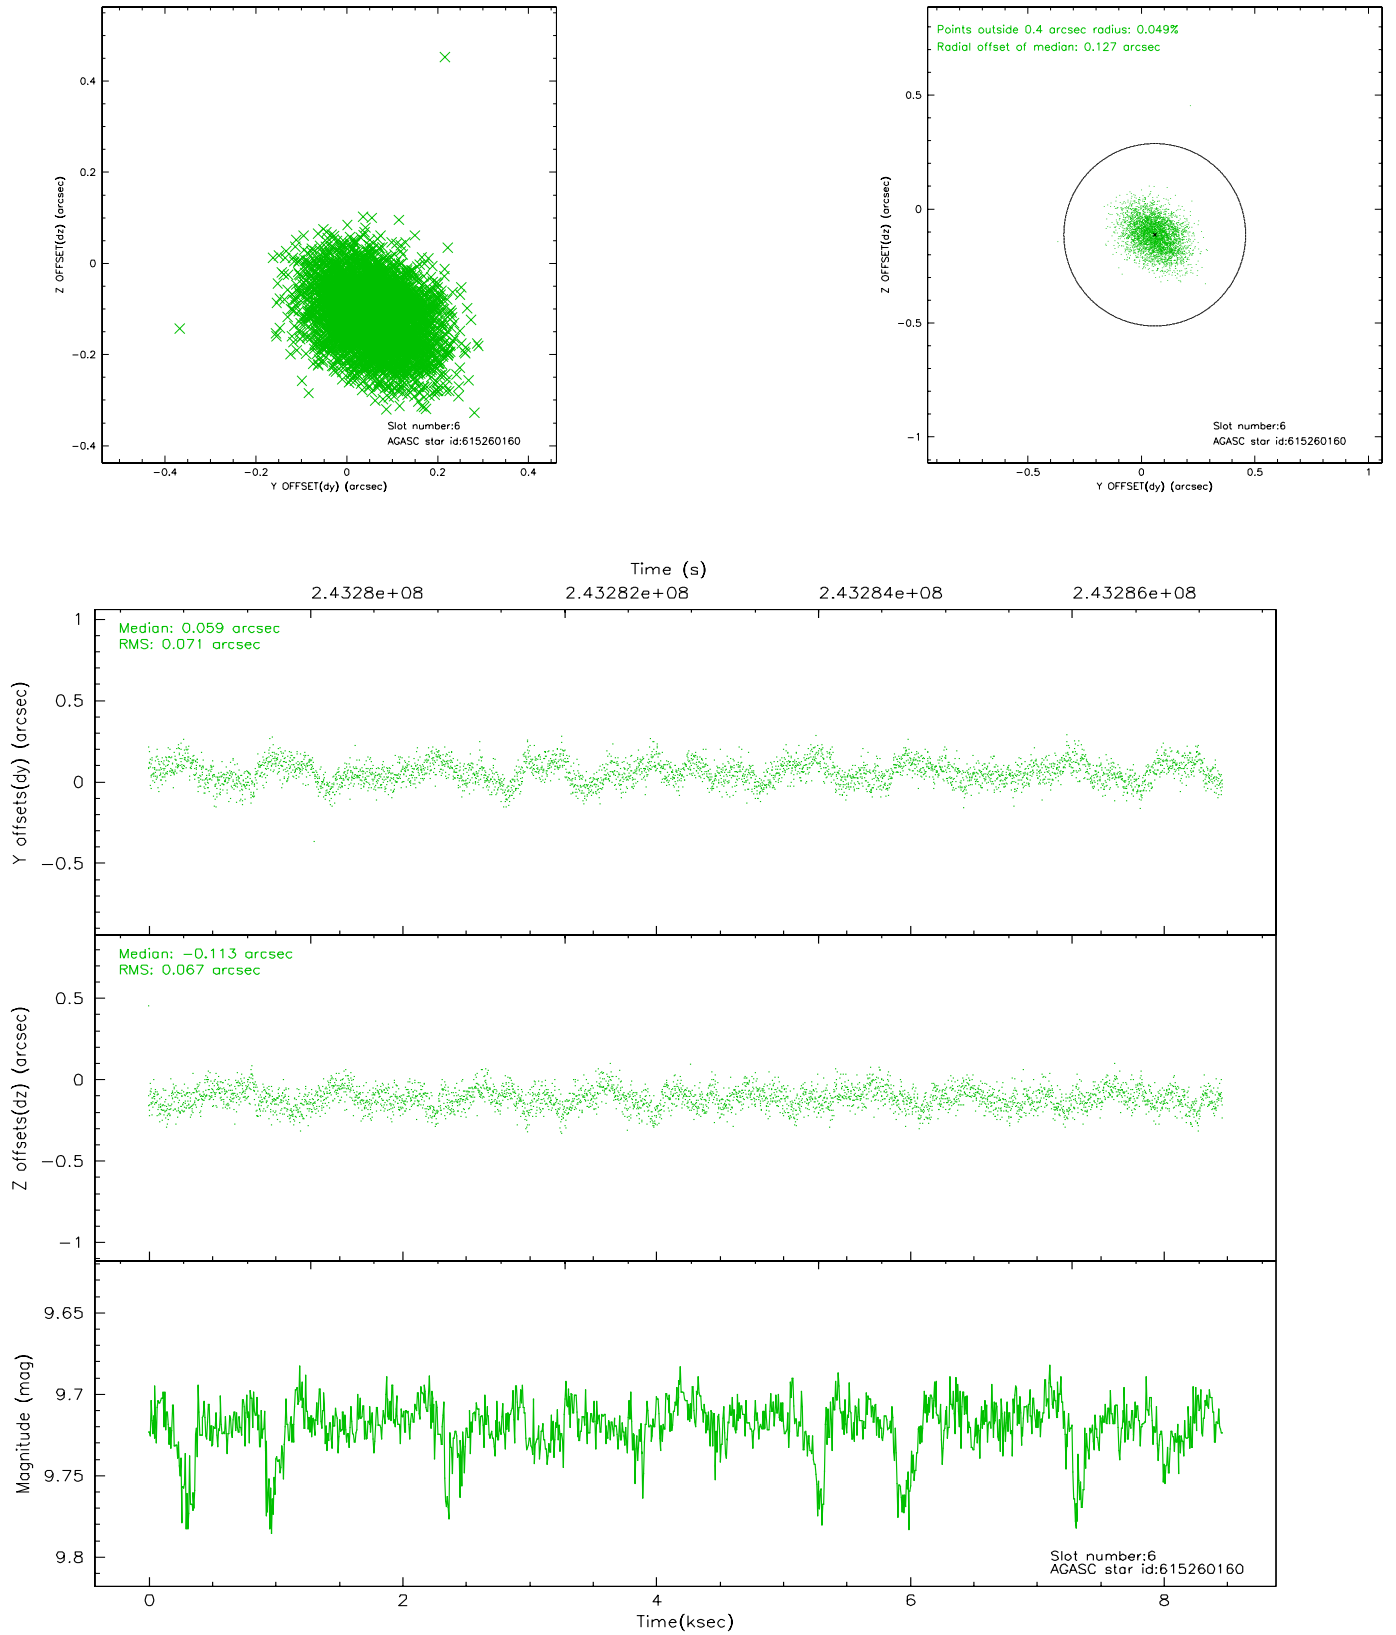 0.4
0.2
0
−0.2
−0.4
−0.4
−0.2
0
0.2
0.4
Z OFFSET(dz) (arcsec)
Y OFFSET(dy) (arcsec)
Slot number:6
AGASC star id:615260160
Points outside 0.4 arcsec radius: 0.049%
Radial offset of median: 0.127 arcsec
0.5
0
−0.5
−1
−0.5
0
0.5
1
Z OFFSET(dz) (arcsec)
Y OFFSET(dy) (arcsec)
Slot number:6
AGASC star id:615260160
Time (s)
2.4328e+08
2.43282e+08
2.43284e+08
2.43286e+08
Median: 0.059 arcsec
RMS: 0.071 arcsec
1
0.5
0
−0.5
Y offsets(dy) (arcsec)
Median: −0.113 arcsec
RMS: 0.067 arcsec
0.5
0
−0.5
−1
Z offsets(dz) (arcsec)
9.65
9.7
9.75
9.8
Magnitude (mag)
Slot number:6
AGASC star id:615260160
0
2
4
6
8
Time(ksec)